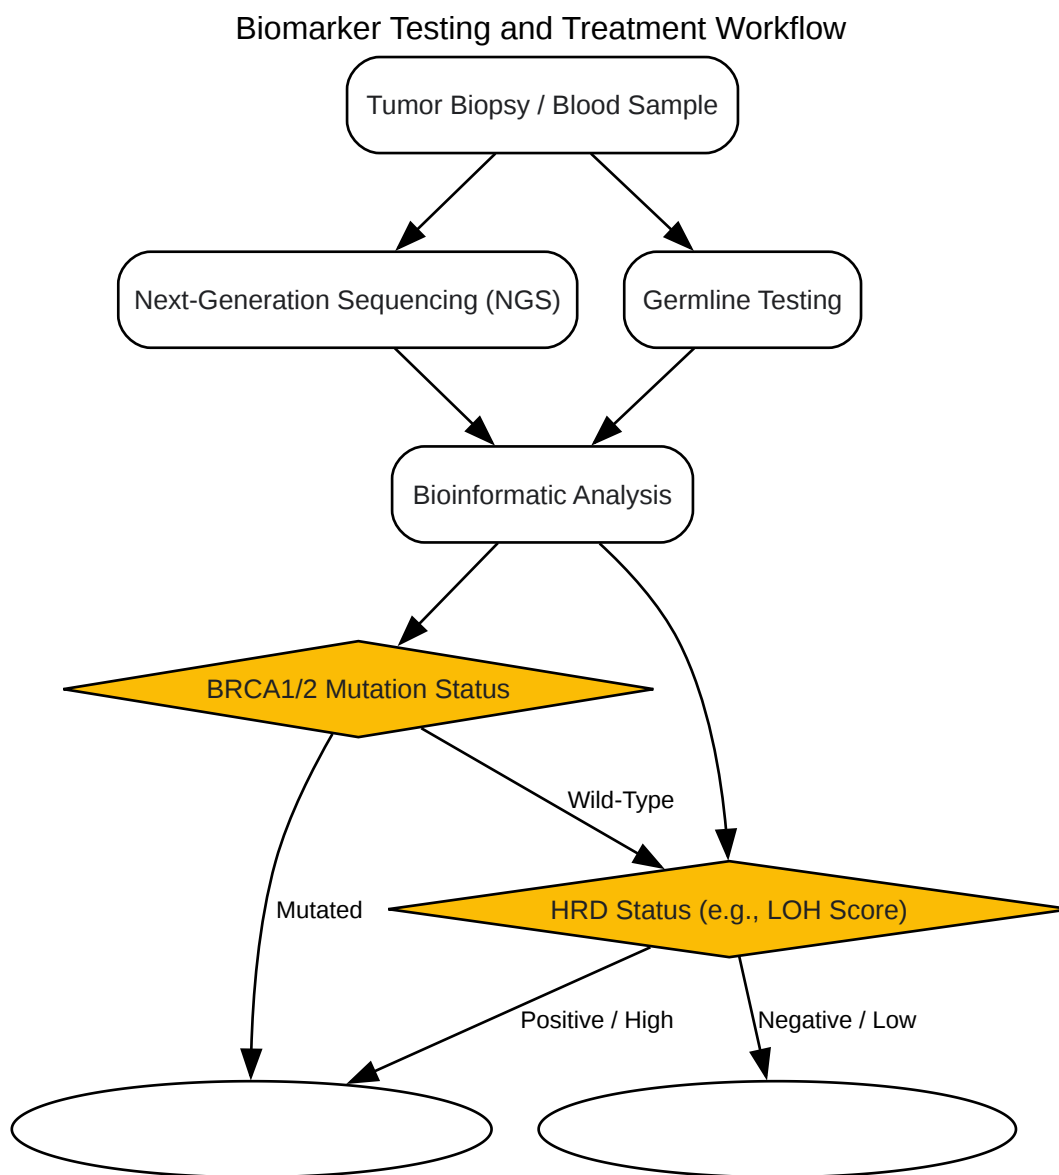 Biomarker Testing and Treatment Workflow
Tumor Biopsy / Blood Sample
Next-Generation Sequencing (NGS)
Germline Testing
Bioinformatic Analysis
BRCA1/2 Mutation Status
Wild-Type
HRD Status (e.g., LOH Score)
Mutated
Positive / High
Negative / Low